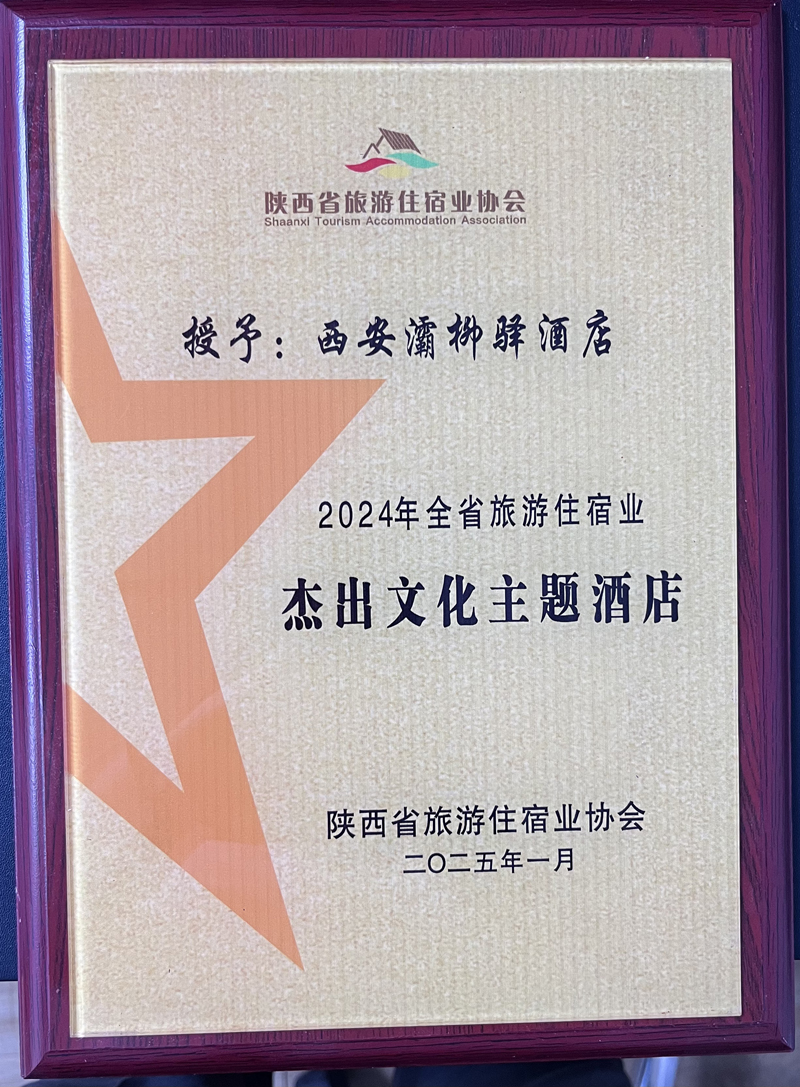 陕西省旅游住宿业协会
Shaanxi Tourism Accommodation Association
授予：西安灞柳驿酒店
2024年全省旅游住宿业
杰出文化主题酒店
陕西省旅游住宿业协会
二〇二五年一月